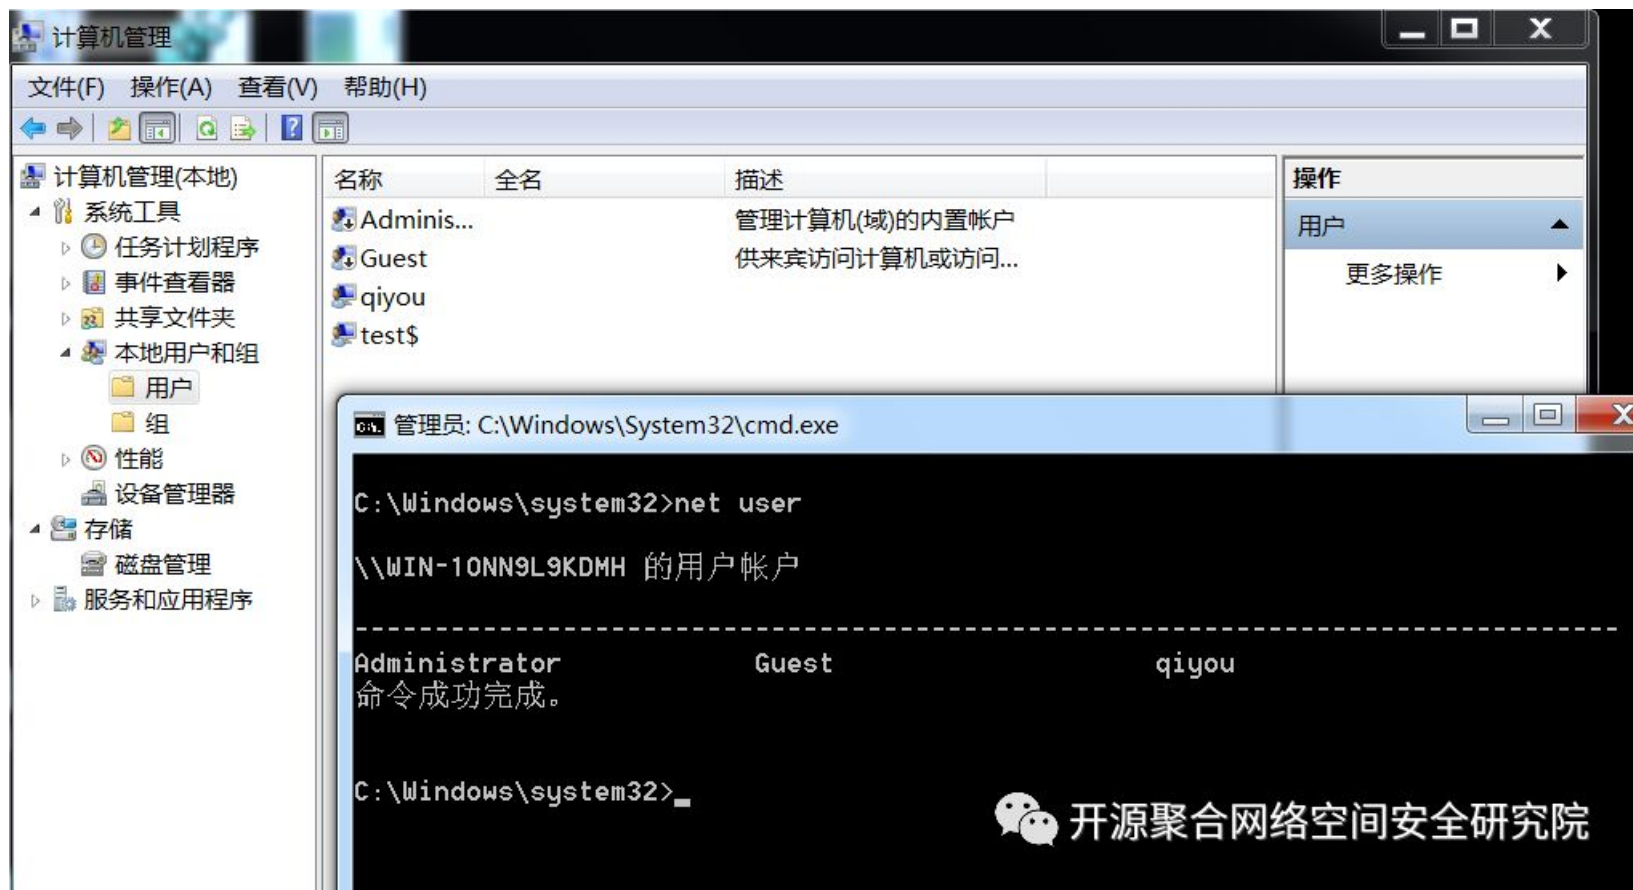 计算机管理
文件(F) 操作(A) 查看(V) 帮助(H)
计算机管理(本地)
系统工具
任务计划程序
事件查看器
共享文件夹
本地用户和组
用户
组
性能
设备管理器
存储
磁盘管理
服务和应用程序
名称 全名 描述
Adminis... 管理计算机(域)的内置帐户
Guest 供来宾访问计算机或访问...
qiyou
test$
操作
用户
更多操作
管理员: C:\Windows\System32\cmd.exe
C:\Windows\system32>net user
\\WIN-1ONN9L9KDMH 的用户帐户
-------------------------------------------------------------------------------
Administrator Guest qiyou
命令成功完成。
C:\Windows\system32>_
开源聚合网络空间安全研究院